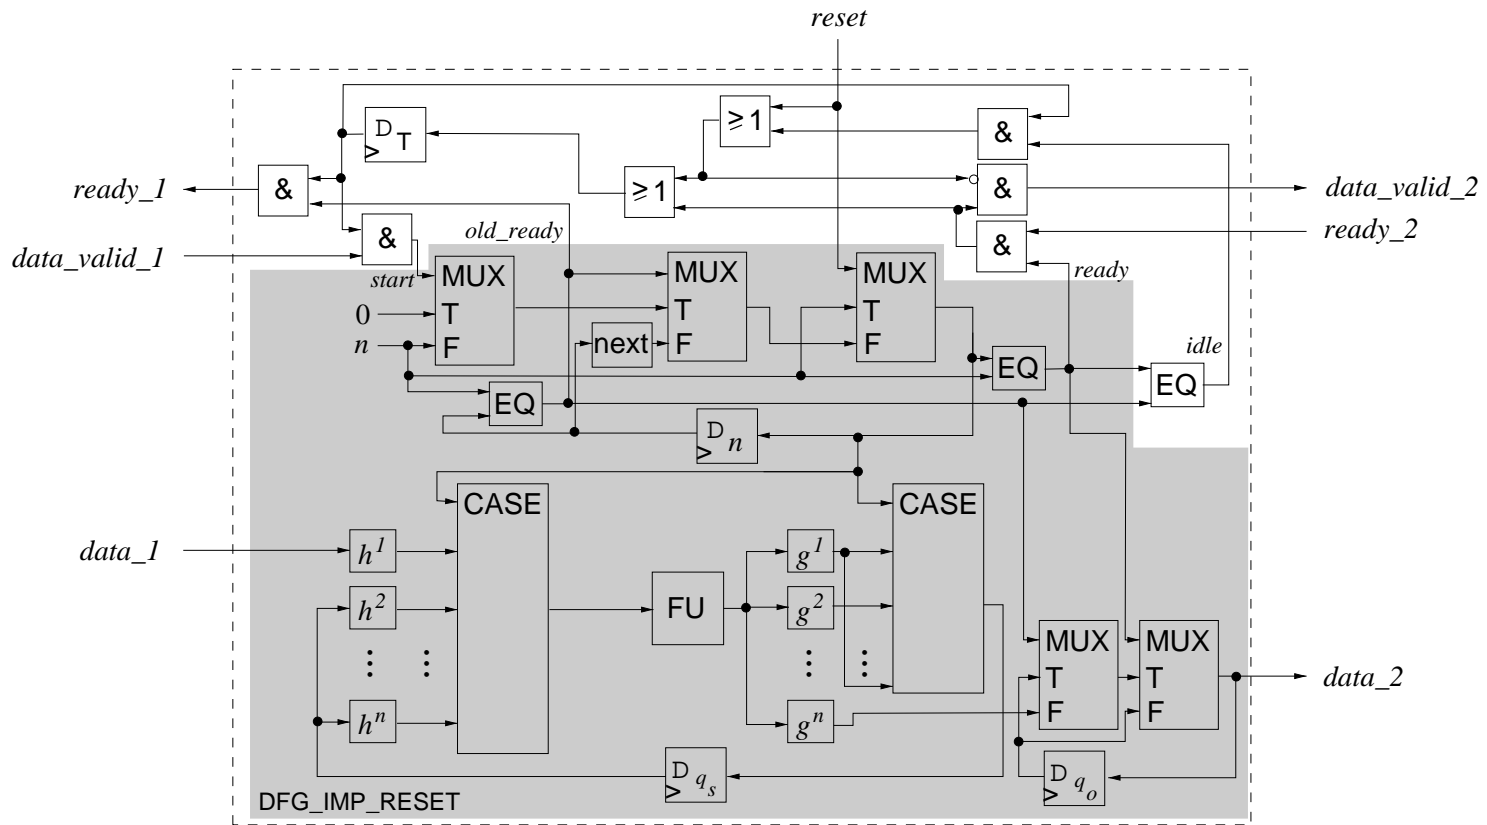 reset
D T
≥1
&
ready_1
&
≥1
&
data_valid_2
data_valid_1
&
old_ready
&
ready_2
start
MUX
T
F
MUX
T
F
MUX
T
F
ready
0
n
next
idle
EQ
EQ
EQ
D n
CASE
CASE
data_1
h1
g1
h2
FU
g2
MUX
T
F
MUX
T
F
data_2
hn
gn
D qs
D qo
DFG_IMP_RESET